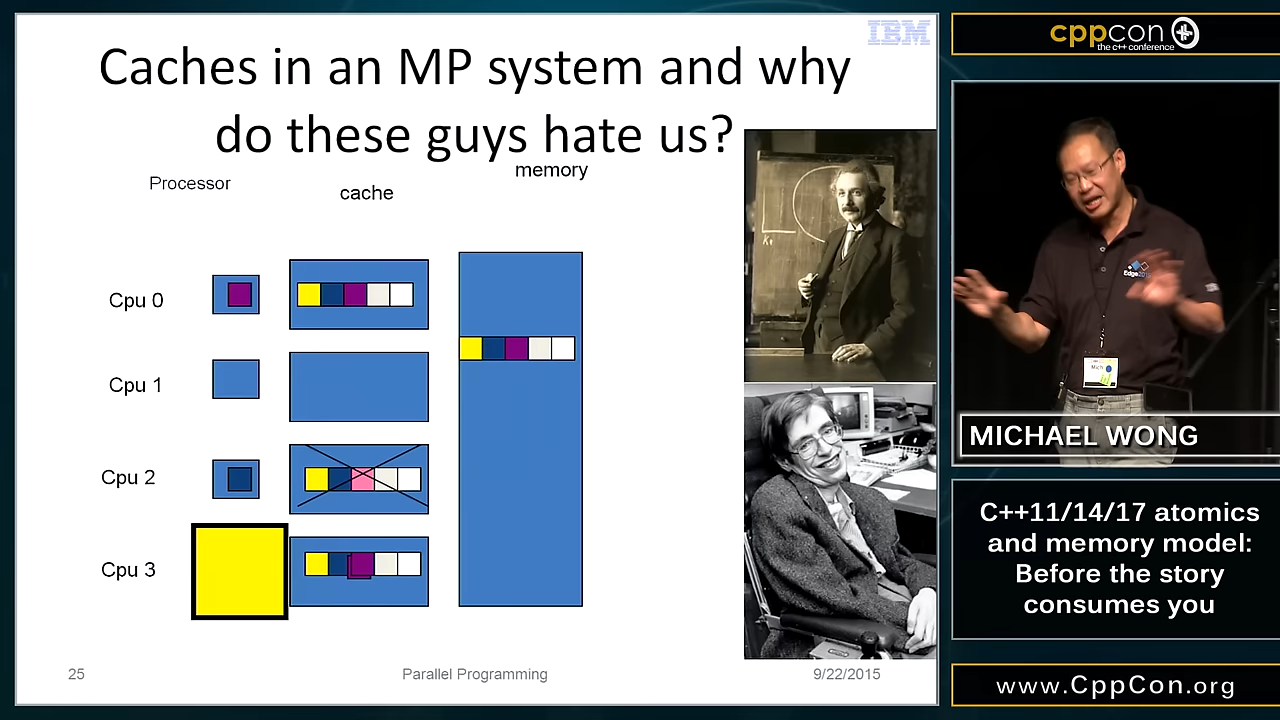 IBM
Caches in an MP system and why
do these guys hate us?
Processor
cache
memory
Cpu 0
Cpu 1
Cpu 2
Cpu 3
25
Parallel Programming
9/22/2015
cppcon
the c++ conference
MICHAEL WONG
C++11/14/17 atomics
and memory model:
Before the story
consumes you
www.CppCon.org